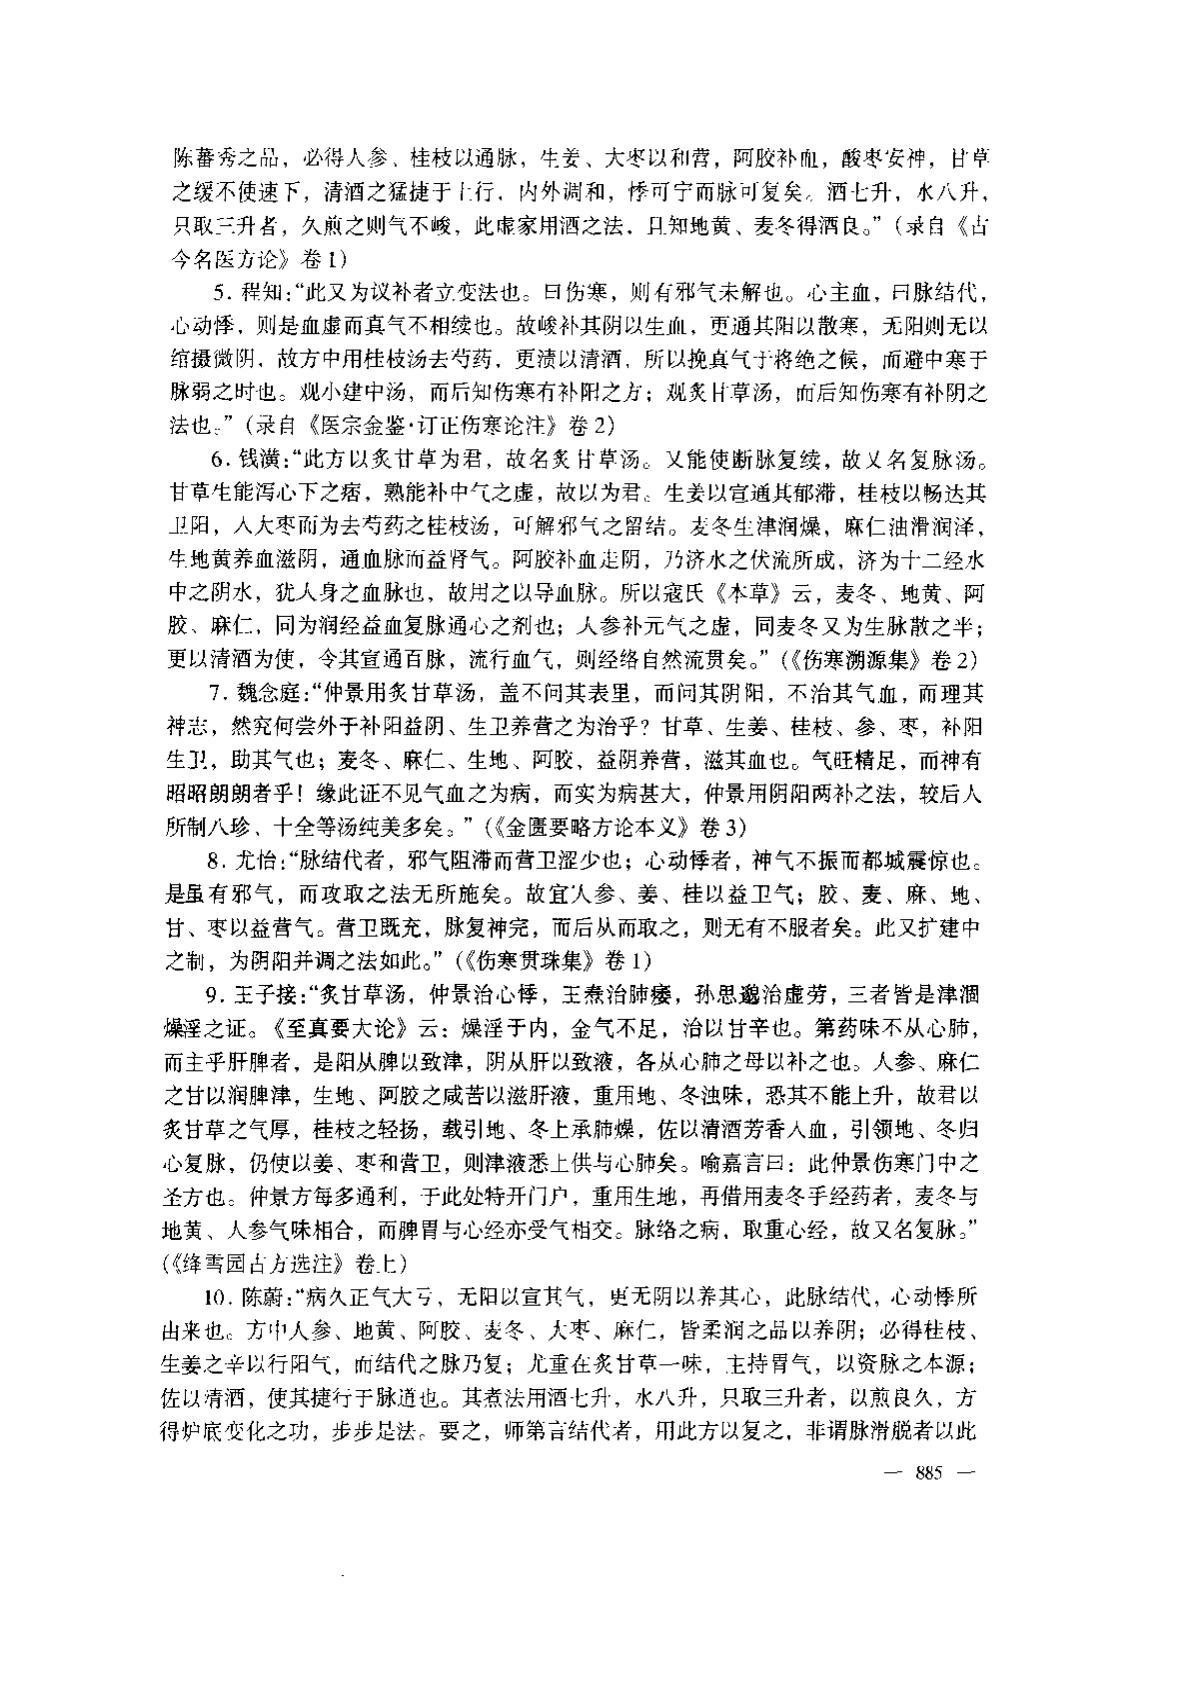 陈蕃秀之品，必得人参、桂枝以通脉，生姜、大枣以和营，阿胶补血，酸枣安神，甘草
之缓不使速下，清酒之猛捷于上行，内外调和，悸可宁而脉可复矣。酒七升，水八升，
只取三升者，久煎之则气不峻，此虚家用酒之法，且知地黄、麦冬得酒良。”（录自《古
今名医方论》卷1）
5. 程知：“此又为议补者立变法也。曰伤寒，则有邪气未解也。心主血，曰脉结代，
心动悸，则是血虚而真气不相续也。故峻补其阴以生血，更通其阳以散寒，无阳则无以
绾摄微阴，故方中用桂枝汤去芍药，更渍以清酒，所以挽真气于将绝之候，而避中寒于
脉弱之时也。观小建中汤，而后知伤寒有补阳之方；观炙甘草汤，而后知伤寒有补阴之
法也。”（录自《医宗金鉴·订正伤寒论注》卷2）
6. 钱潢：“此方以炙甘草为君，故名炙甘草汤。又能使断脉复续，故又名复脉汤。
甘草生能泻心下之痞，熟能补中气之虚，故以为君。生姜以宣通其郁滞，桂枝以畅达其
卫阳，入大枣而为去芍药之桂枝汤，可解邪气之留结。麦冬生津润燥，麻仁油滑润泽，
生地黄养血滋阴，通血脉而益肾气。阿胶补血走阴，乃济水之伏流所成，济为十二经水
中之阴水，犹人身之血脉也，故用之以导血脉。所以寇氏《本草》云，麦冬、地黄、阿
胶、麻仁，同为润经益血复脉通心之剂也；人参补元气之虚，同麦冬又为生脉散之半；
更以清酒为使，令其宣通百脉，流行血气，则经络自然流贯矣。”（《伤寒溯源集》卷2）
7. 魏念庭：“仲景用炙甘草汤，盖不问其表里，而问其阴阳，不治其气血，而理其
神志，然究何尝外于补阳益阴、生卫养营之为治乎？甘草、生姜、桂枝、参、枣，补阳
生卫，助其气也；麦冬、麻仁、生地、阿胶，益阴养营，滋其血也。气旺精足，而神有
昭昭朗朗者乎！缘此证不见气血之为病，而实为病甚大，仲景用阴阳两补之法，较后人
所制八珍、十全等汤纯美多矣。”（《金匮要略方论本义》卷3）
8. 尤怡：“脉结代者，邪气阻滞而营卫涩少也；心动悸者，神气不振而都城震惊也。
是虽有邪气，而攻取之法无所施矣。故宜人参、姜、桂以益卫气；胶、麦、麻、地、
甘、枣以益营气。营卫既充，脉复神完，而后从而取之，则无有不服者矣。此又扩建中
之制，为阴阳并调之法如此。”（《伤寒贯珠集》卷1）
9. 王子接：“炙甘草汤，仲景治心悸，王焘治肺痿，孙思邈治虚劳，三者皆是津涸
燥淫之证。《至真要大论》云：燥淫于内，金气不足，治以甘辛也。第药味不从心肺，
而主乎肝脾者，是阳从脾以致津，阴从肝以致液，各从心肺之母以补之也。人参、麻仁
之甘以润脾津，生地、阿胶之咸苦以滋肝液，重用地、冬浊味，恐其不能上升，故君以
炙甘草之气厚，桂枝之轻扬，载引地、冬上承肺燥，佐以清酒芳香入血，引领地、冬归
心复脉，仍使以姜、枣和营卫，则津液悉上供与心肺矣。喻嘉言曰：此仲景伤寒门中之
圣方也。仲景方每多通利，于此处特开门户，重用生地，再借用麦冬手经药者，麦冬与
地黄、人参气味相合，而脾胃与心经亦受气相交。脉络之病，取重心经，故又名复脉。”
（《绛雪园古方选注》卷上）
10. 陈蔚：“病久正气大亏，无阳以宣其气，更无阴以养其心，此脉结代，心动悸所
由来也。方中人参、地黄、阿胶、麦冬、大枣、麻仁，皆柔润之品以养阴；必得桂枝、
生姜之辛以行阳气，而结代之脉乃复；尤重在炙甘草一味，主持胃气，以资脉之本源；
佐以清酒，使其捷行于脉道也。其煮法用酒七升，水八升，只取三升者，以煎良久，方
得炉底变化之功，步步是法。要之，师第言结代者，用此方以复之，非谓脉滑脱者以此
— 885 —